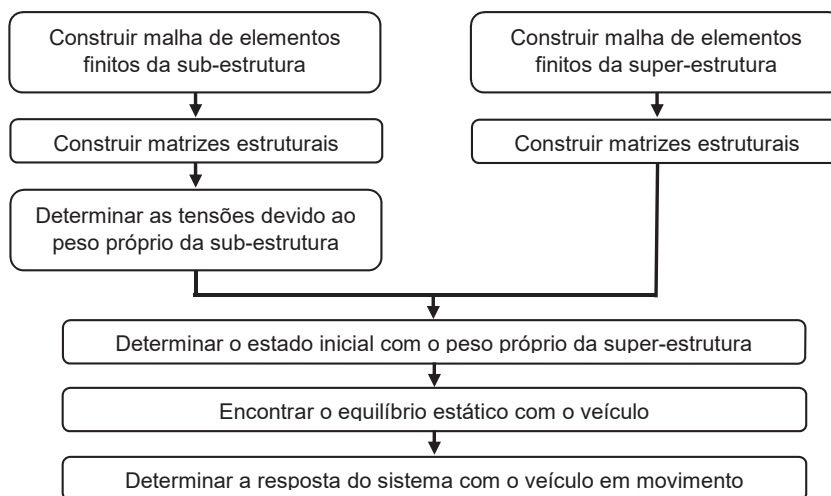 Construir malha de elementos
finitos da sub-estrutura
Construir malha de elementos
finitos da super-estrutura
Construir matrizes estruturais
Construir matrizes estruturais
Determinar as tensões devido ao
peso próprio da sub-estrutura
Determinar o estado inicial com o peso próprio da super-estrutura
Encontrar o equilíbrio estático com o veículo
Determinar a resposta do sistema com o veículo em movimento